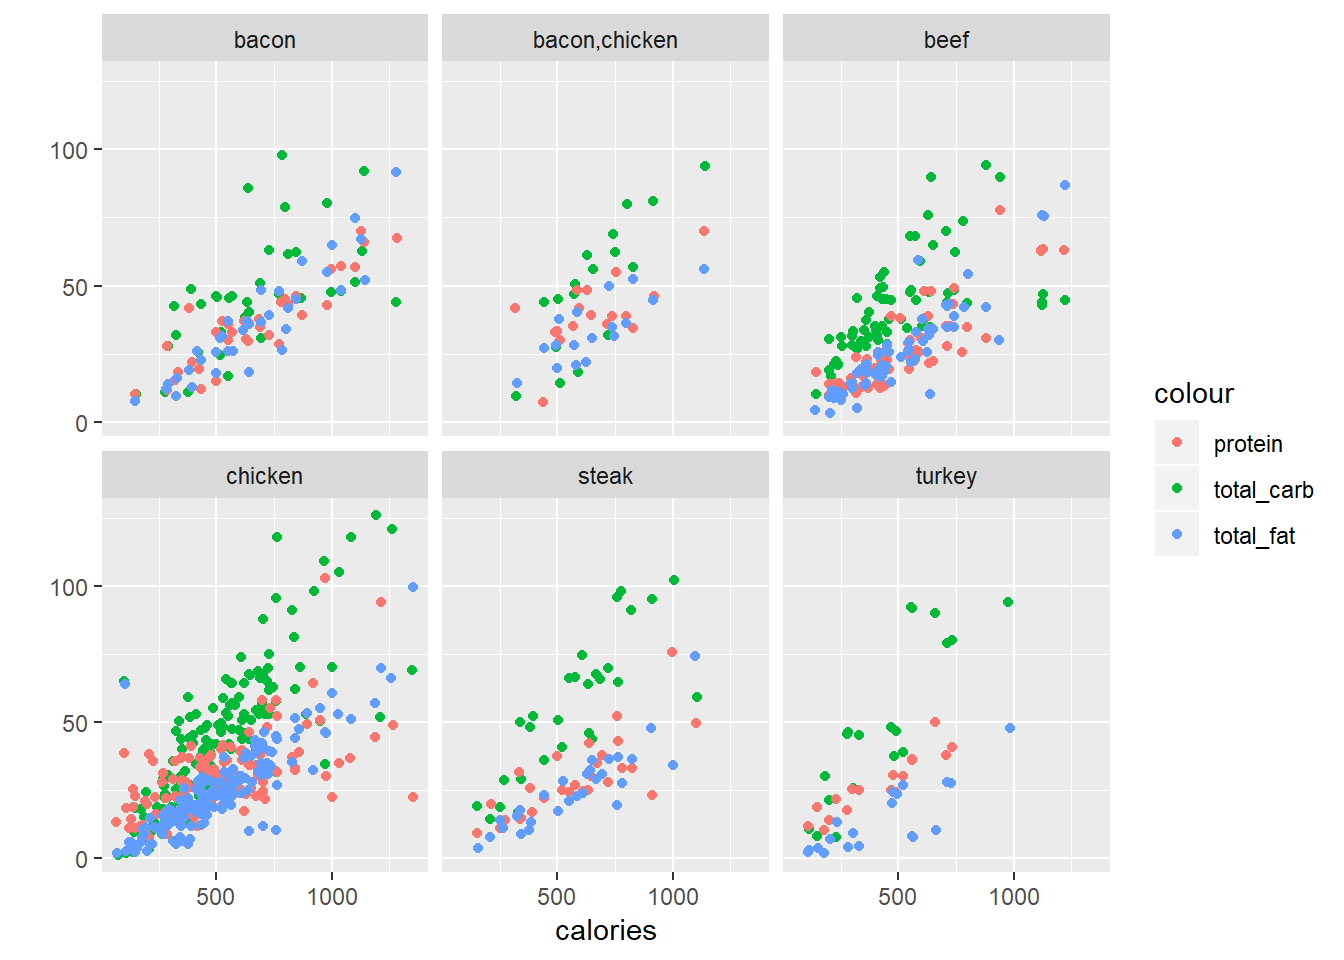 bacon
bacon,chicken
beef
100
50
0
chicken
steak
turkey
100
50
0
500
1000
500
1000
500
1000
calories
colour
protein
total_carb
total_fat